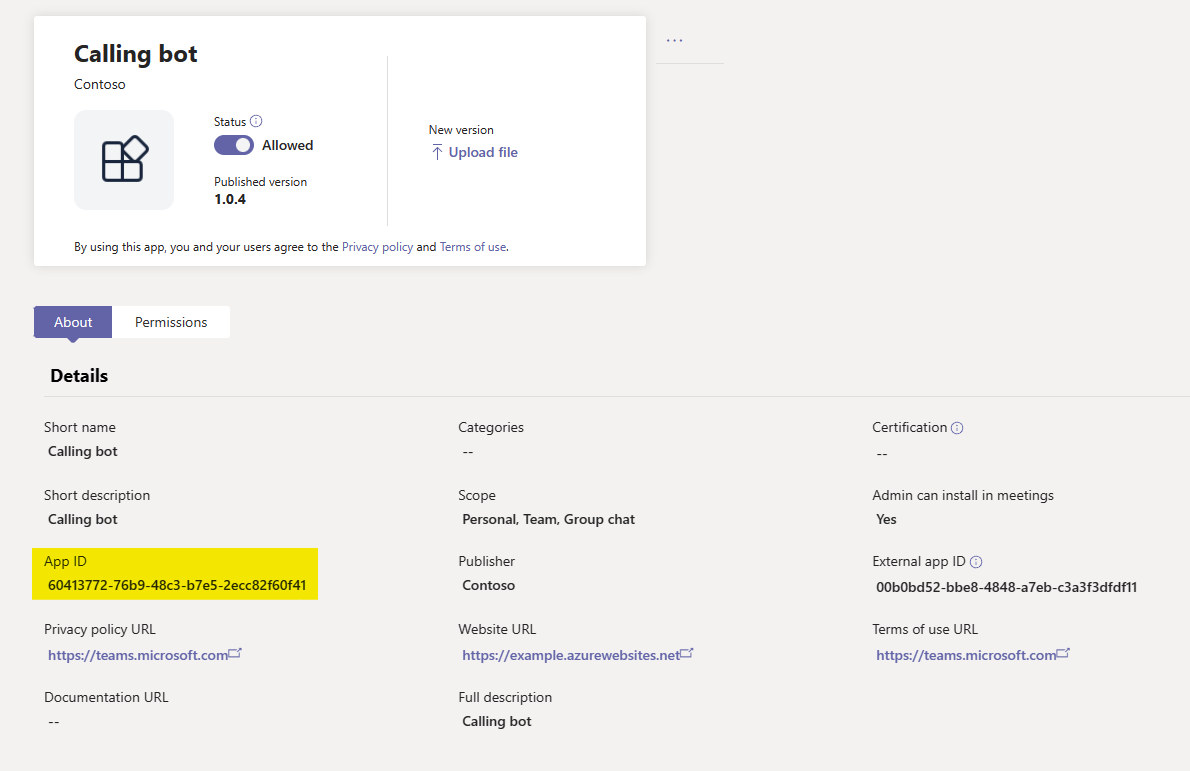 Calling bot
Contoso
...
Status
Allowed
Published version
1.0.4
New version
Upload file
By using this app, you and your users agree to the Privacy policy and Terms of use.
About
Permissions
Details
Short name
Calling bot
Categories
--
Certification
--
Short description
Calling bot
Scope
Personal, Team, Group chat
Admin can install in meetings
Yes
App ID
60413772-76b9-48c3-b7e5-2ecc82f60f41
Publisher
Contoso
External app ID
00b0bd52-bbe8-4848-a7eb-c3a3f3dfdf11
Privacy policy URL
https://teams.microsoft.com
Website URL
https://example.azurewebsites.net
Terms of use URL
https://teams.microsoft.com
Documentation URL
--
Full description
Calling bot